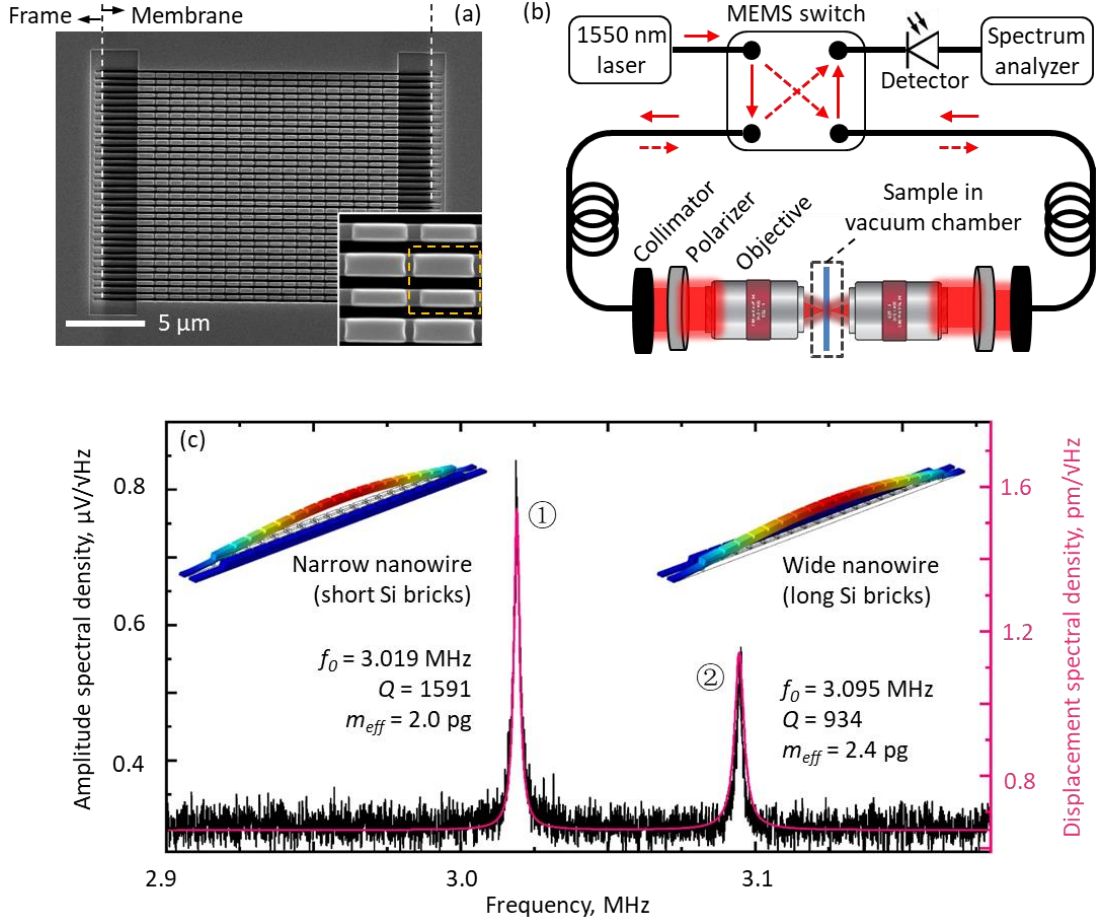 Frame
Membrane
(a)
5 µm
(b)
MEMS switch
1550 nm
laser
Detector
Spectrum
analyzer
Collimator
Polarizer
Objective
Sample in
vacuum chamber
(c)
Amplitude spectral density, µV/√Hz
0.8
0.6
0.4
Narrow nanowire
(short Si bricks)
f0 = 3.019 MHz
Q = 1591
meff = 2.0 pg
①
②
Wide nanowire
(long Si bricks)
f0 = 3.095 MHz
Q = 934
meff = 2.4 pg
1.6
1.2
0.8
Displacement spectral density, pm/√Hz
2.9
3.0
3.1
Frequency, MHz